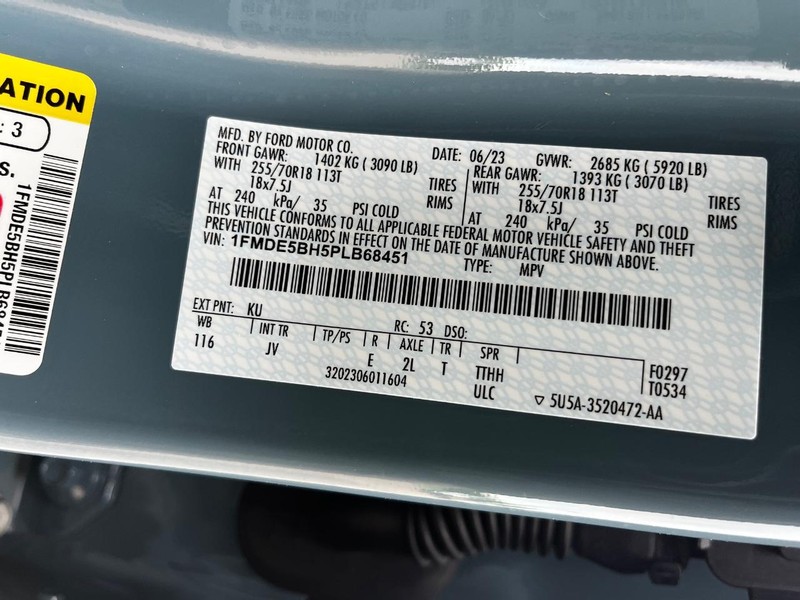 ATION
: 3
S.
1FMDE5BH5PLB6845
MFD. BY FORD MOTOR CO.
DATE: 06/23 GVWR: 2685 KG ( 5920 LB)
FRONT GAWR: 1402 KG ( 3090 LB)
REAR GAWR: 1393 KG ( 3070 LB)
WITH 255/70R18 113T TIRES
WITH 255/70R18 113T TIRES
18x7.5J RIMS
18x7.5J RIMS
AT 240 kPa/ 35 PSI COLD
AT 240 kPa/ 35 PSI COLD
THIS VEHICLE CONFORMS TO ALL APPLICABLE FEDERAL MOTOR VEHICLE SAFETY AND THEFT
PREVENTION STANDARDS IN EFFECT ON THE DATE OF MANUFACTURE SHOWN ABOVE.
VIN: 1FMDE5BH5PLB68451
TYPE: MPV
EXT PNT: KU RC: 53 DSO:
WB INT TR TP/PS R AXLE TR SPR
116 JV E 2L T TTHH F0297
3202306011604 ULC T0534
▽ 5U5A-3520472-AA